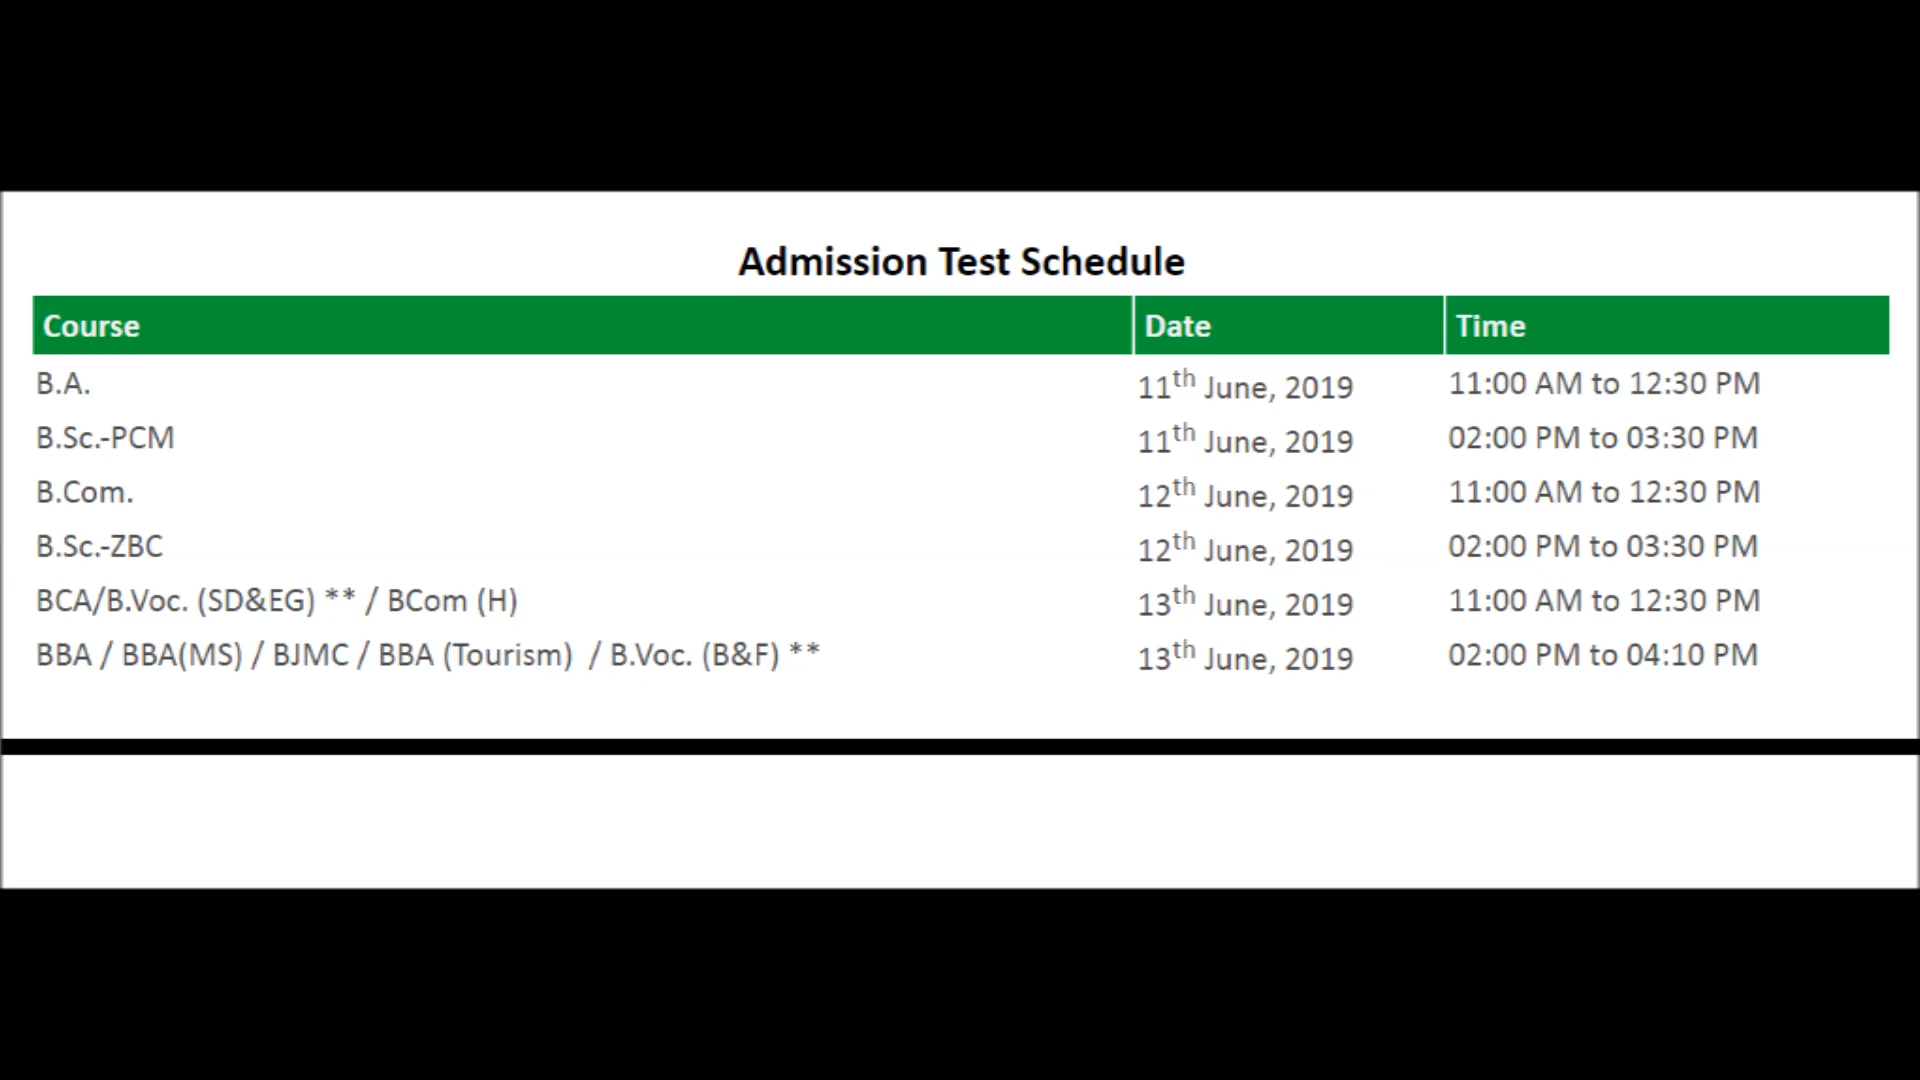 Admission Test Schedule
Course Date Time
B.A. 11th June, 2019 11:00 AM to 12:30 PM
B.Sc.-PCM 11th June, 2019 02:00 PM to 03:30 PM
B.Com. 12th June, 2019 11:00 AM to 12:30 PM
B.Sc.-ZBC 12th June, 2019 02:00 PM to 03:30 PM
BCA/B.Voc. (SD&EG) ** / BCom (H) 13th June, 2019 11:00 AM to 12:30 PM
BBA / BBA(MS) / BJMC / BBA (Tourism) / B.Voc. (B&F) ** 13th June, 2019 02:00 PM to 04:10 PM